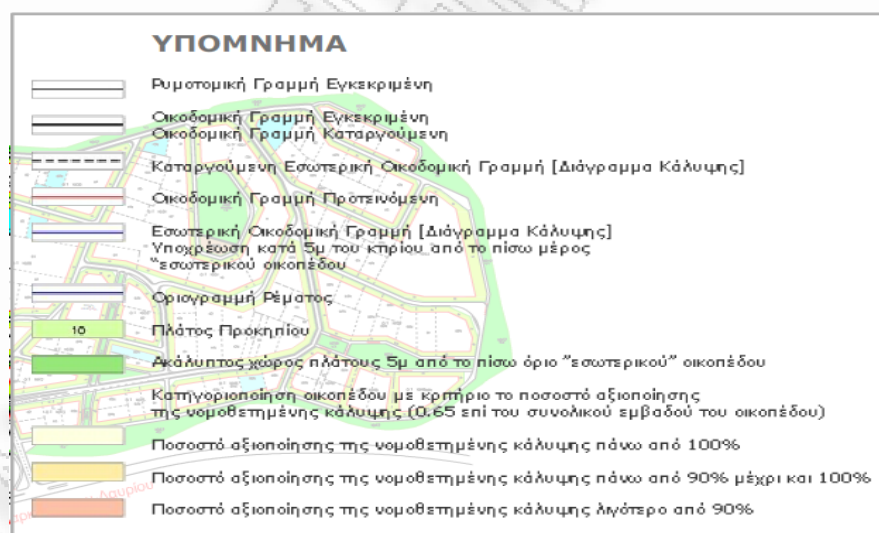 ΥΠΟΜΝΗΜΑ
Ρυμοτομική Γραμμή Εγκεκριμένη
Οικοδομική Γραμμή Εγκεκριμένη
Οικοδομική Γραμμή Καταργούμενη
Καταργούμενη Εσωτερική Οικοδομική Γραμμή [Διάγραμμα Κάλυψης]
Οικοδομική Γραμμή Προτεινόμενη
Εσωτερική Οικοδομική Γραμμή [Διάγραμμα Κάλυψης]
Υποχρέωση κατά 5μ του κτιρίου από το πίσω μέρος
"εσωτερικού οικοπέδου
Οριογραμμή Ρέματος
10 Πλάτος Προκηπίου
Ακάλυπτος χώρος πλάτους 5μ από το πίσω όριο "εσωτερικού" οικοπέδου
Κατηγοριοποίηση οικοπέδου με κριτήριο το ποσοστό αξιοποίησης
της νομοθετημένης κάλυψης (0.65 επί του συνολικού εμβαδού του οικοπέδου)
Ποσοστό αξιοποίησης της νομοθετημένης κάλυψης πάνω από 100%
Ποσοστό αξιοποίησης της νομοθετημένης κάλυψης πάνω από 90% μέχρι και 100%
Λαυρίου
Ποσοστό αξιοποίησης της νομοθετημένης κάλυψης λιγότερο από 90%